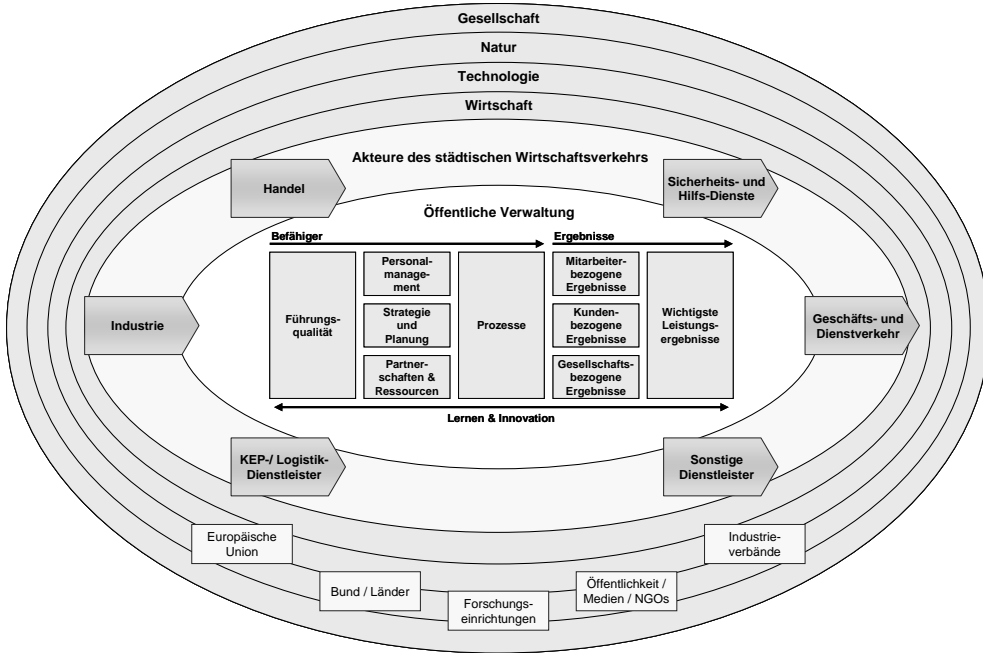 Gesellschaft
Natur
Technologie
Wirtschaft
Akteure des städtischen Wirtschaftsverkehrs
Handel
Sicherheits- und
Hilfs-Dienste
Öffentliche Verwaltung
Befähiger
Ergebnisse
Führungs-
qualität
Personal-
manage-
ment
Strategie
und
Planung
Partner-
schaften &
Ressourcen
Prozesse
Mitarbeiter-
bezogene
Ergebnisse
Kunden-
bezogene
Ergebnisse
Gesellschafts-
bezogene
Ergebnisse
Wichtigste
Leistungs-
ergebnisse
Lernen & Innovation
Industrie
Geschäfts- und
Dienstverkehr
KEP-/ Logistik-
Dienstleister
Sonstige
Dienstleister
Europäische
Union
Bund / Länder
Forschungs-
einrichtungen
Öffentlichkeit /
Medien / NGOs
Industrie-
verbände